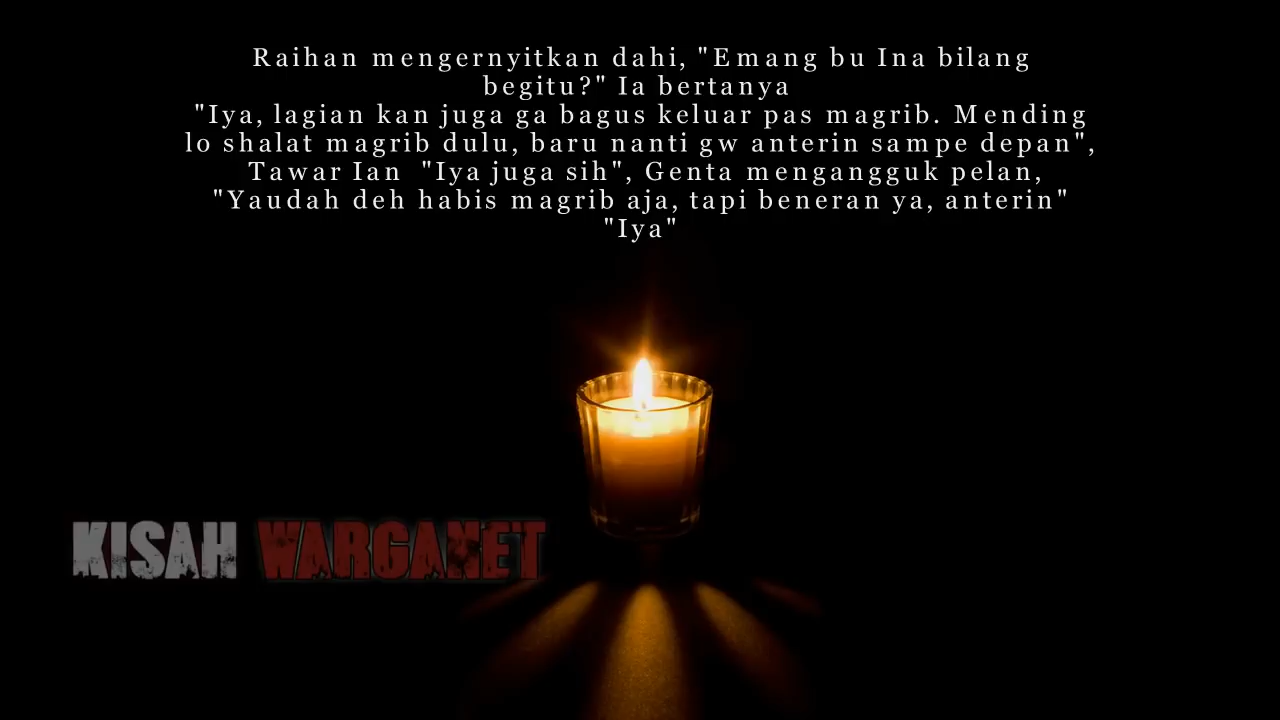 Raihan mengernyitkan dahi, "Emang bu Ina bilang
begitu?" Ia bertanya
"Iya, lagian kan juga ga bagus keluar pas magrib. Mending
lo shalat magrib dulu, baru nanti gw anterin sampe depan",
Tawar Ian "Iya juga sih", Genta mengangguk pelan,
"Yaudah deh habis magrib aja, tapi beneran ya, anterin"
"Iya"
KISAH WARGANET